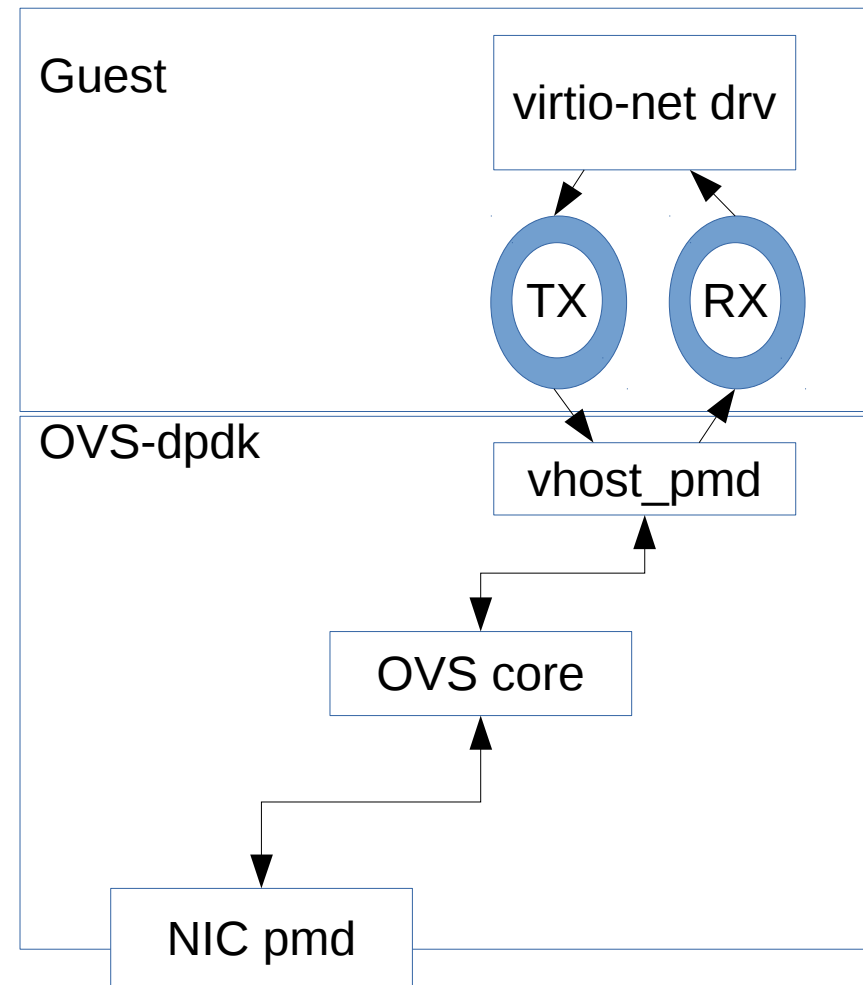 Guest
virtio-net drv
TX
RX
OVS-dpdk
vhost_pmd
OVS core
NIC pmd